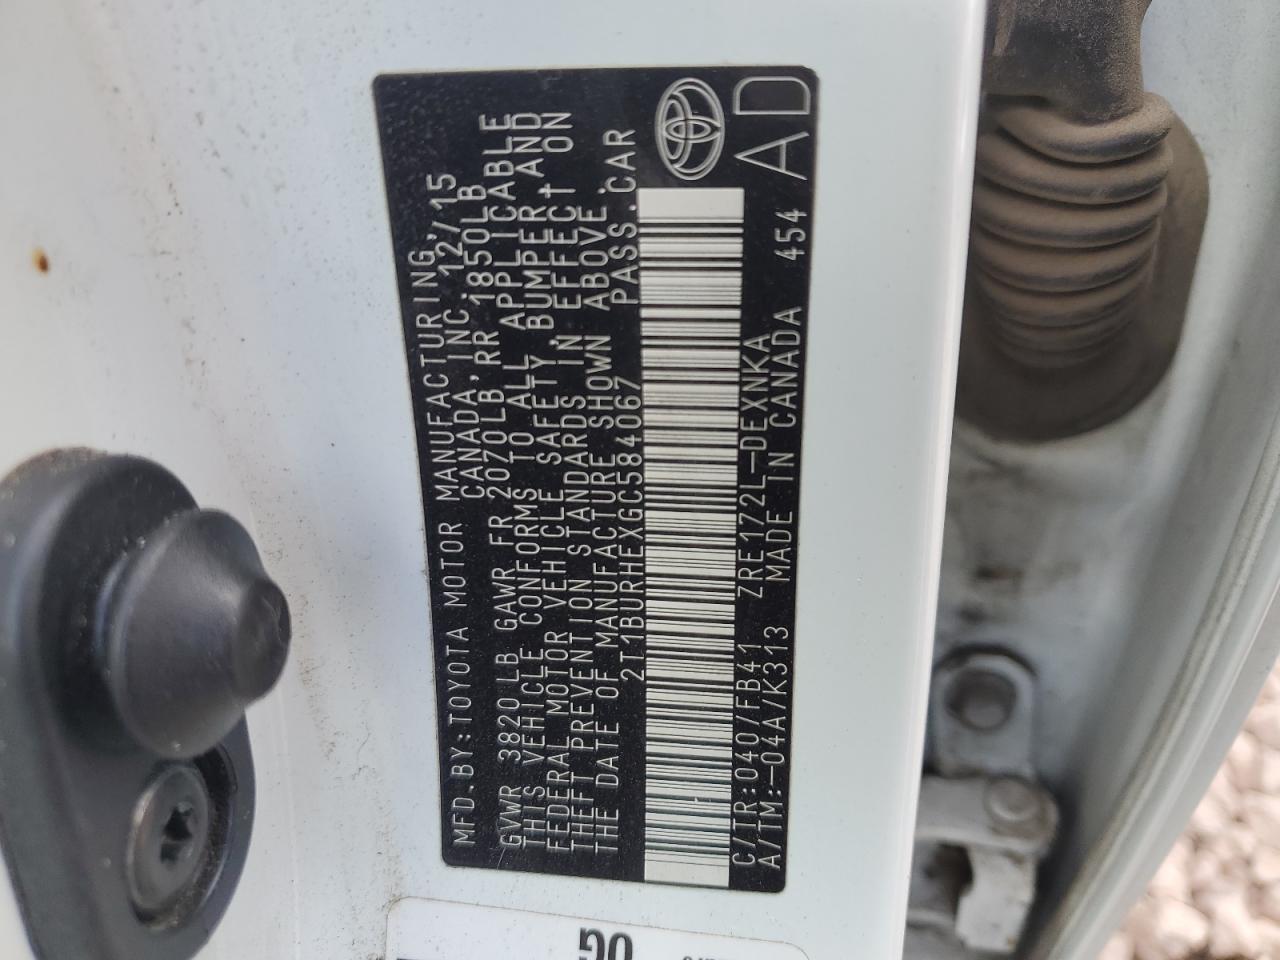 MFD.BY:TOYOTA MOTOR MANUFACTURING,
CANADA,INC.12/15
GVWR 3820LB GAWR FR 2070LB,RR 1850LB
THIS VEHICLE CONFORMS TO ALL APPLICABLE
FEDERAL MOTOR VEHICLE SAFETY,BUMPER,AND
THEFT PREVENTION STANDARDS IN EFFECT ON
THE DATE OF MANUFACTURE SHOWN ABOVE.
2T1BURHEXGC584067 PASS.CAR
C/TR:040/FB41 ZRE172L-DEXNKA
A/TM:-04A/K313 MADE IN CANADA 454
AD